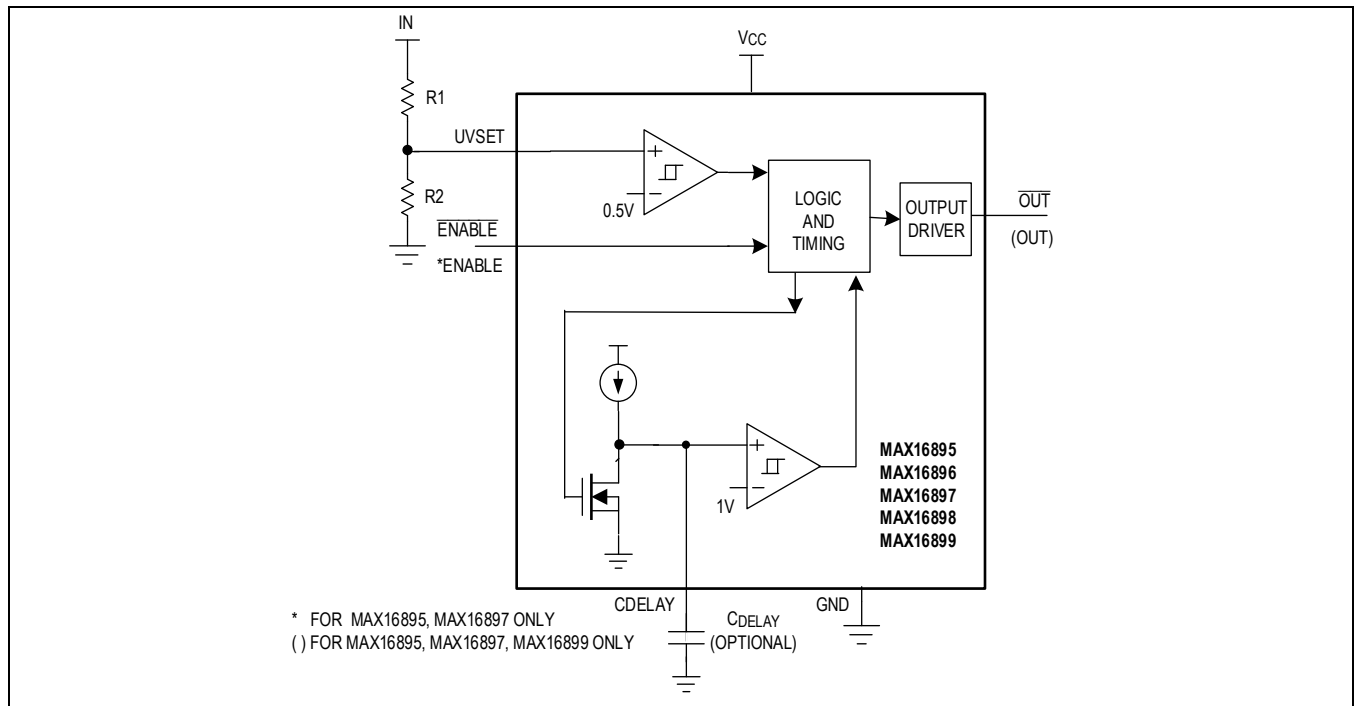 IN
VCC
R1
UVSET
+
−
0.5V
R2
ENABLE
*ENABLE
LOGIC
AND
TIMING
OUTPUT
DRIVER
OUT
(OUT)
+
−
1V
MAX16895
MAX16896
MAX16897
MAX16898
MAX16899
CDELAY
GND
CDELAY
(OPTIONAL)
* FOR MAX16895, MAX16897 ONLY
( ) FOR MAX16895, MAX16897, MAX16899 ONLY